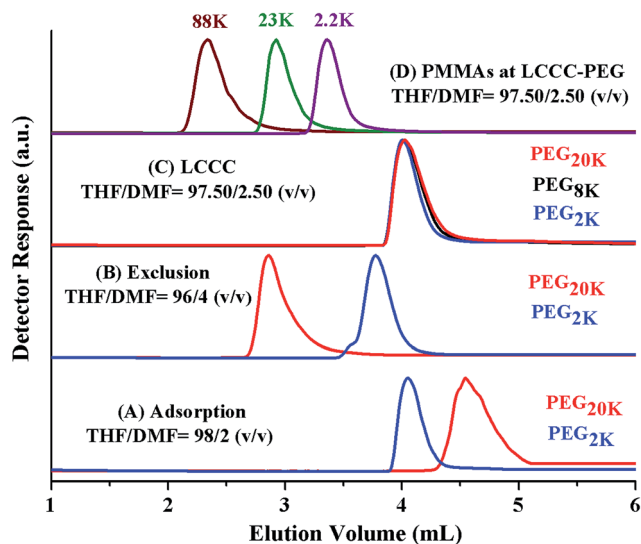 88K 23K 2.2K
(D) PMMAs at LCCC-PEG
THF/DMF= 97.50/2.50 (v/v)
(C) LCCC
THF/DMF= 97.50/2.50 (v/v)
PEG20K
PEG8K
PEG2K
(B) Exclusion
THF/DMF= 96/4 (v/v)
PEG20K
PEG2K
(A) Adsorption
THF/DMF= 98/2 (v/v)
PEG20K
PEG2K
Detector Response (a.u.)
1 2 3 4 5 6
Elution Volume (mL)